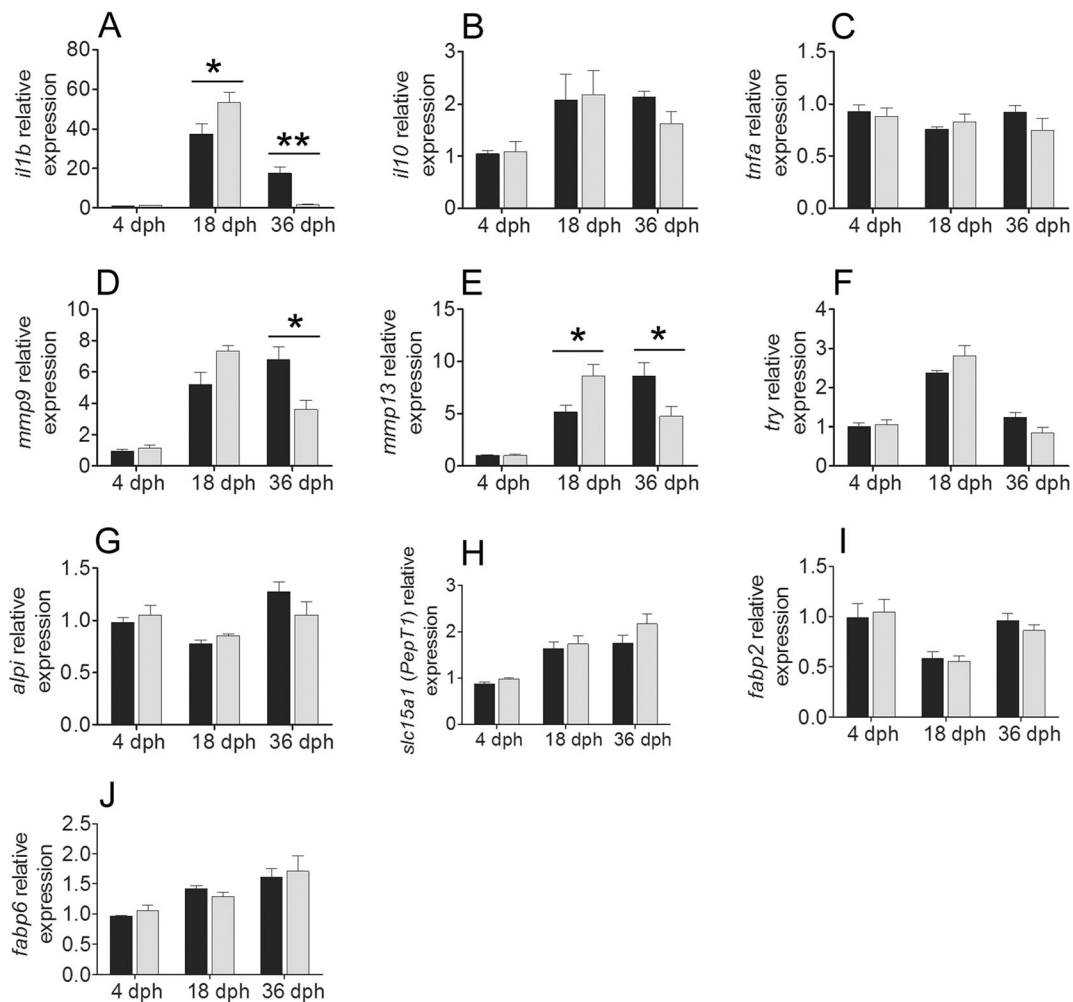 A
il1b relative
expression
80
60
40
20
0
*
**
4 dph 18 dph 36 dph
B
il10 relative
expression
3
2
1
0
4 dph 18 dph 36 dph
C
tnfa relative
expression
1.5
1.0
0.5
0.0
4 dph 18 dph 36 dph
D
mmp9 relative
expression
10
8
6
4
2
0
*
4 dph 18 dph 36 dph
E
mmp13 relative
expression
15
10
5
0
*
*
4 dph 18 dph 36 dph
F
try relative
expression
4
3
2
1
0
4 dph 18 dph 36 dph
G
alpi relative
expression
1.5
1.0
0.5
0.0
4 dph 18 dph 36 dph
H
slc15a1 (PepT1) relative
expression
3
2
1
0
4 dph 18 dph 36 dph
I
fabp2 relative
expression
1.5
1.0
0.5
0.0
4 dph 18 dph 36 dph
J
fabp6 relative
expression
2.5
2.0
1.5
1.0
0.5
0.0
4 dph 18 dph 36 dph